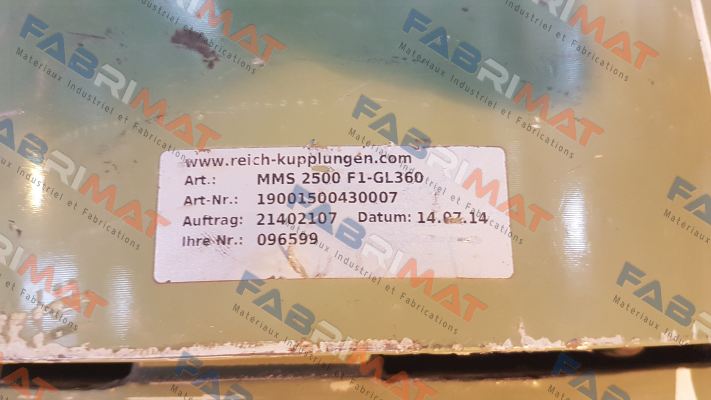 www.reich-kupplungen.com
Art.: MMS 2500 F1-GL360
Art-Nr.: 19001500430007
Auftrag: 21402107 Datum: 14.07.14
Ihre Nr.: 096599
FABRIMAT
Matériaux Industriel et Fabrications